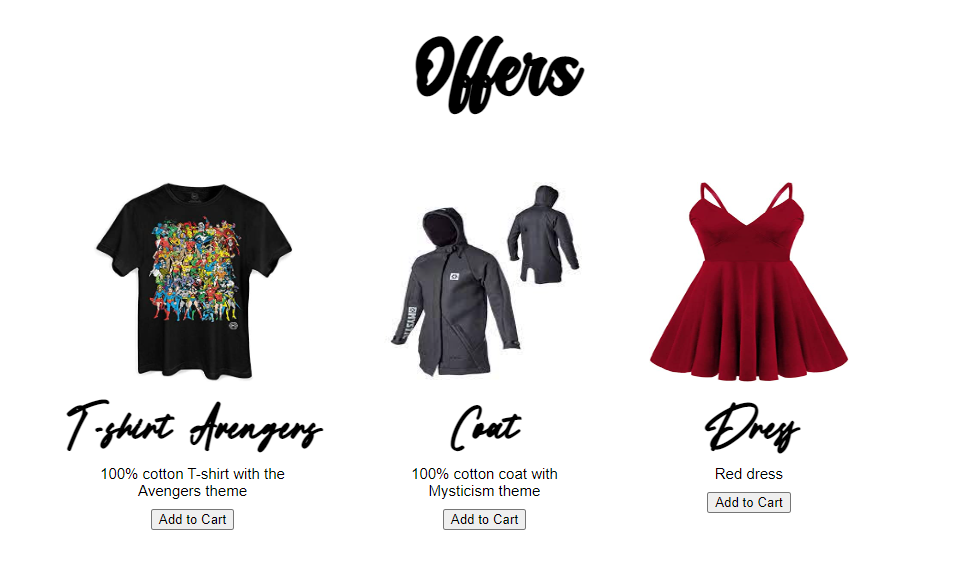 Offers
T-shirt Avengers
Coat
Dress
100% cotton T-shirt with the
Avengers theme
100% cotton coat with
Mysticism theme
Red dress
Add to Cart
Add to Cart
Add to Cart